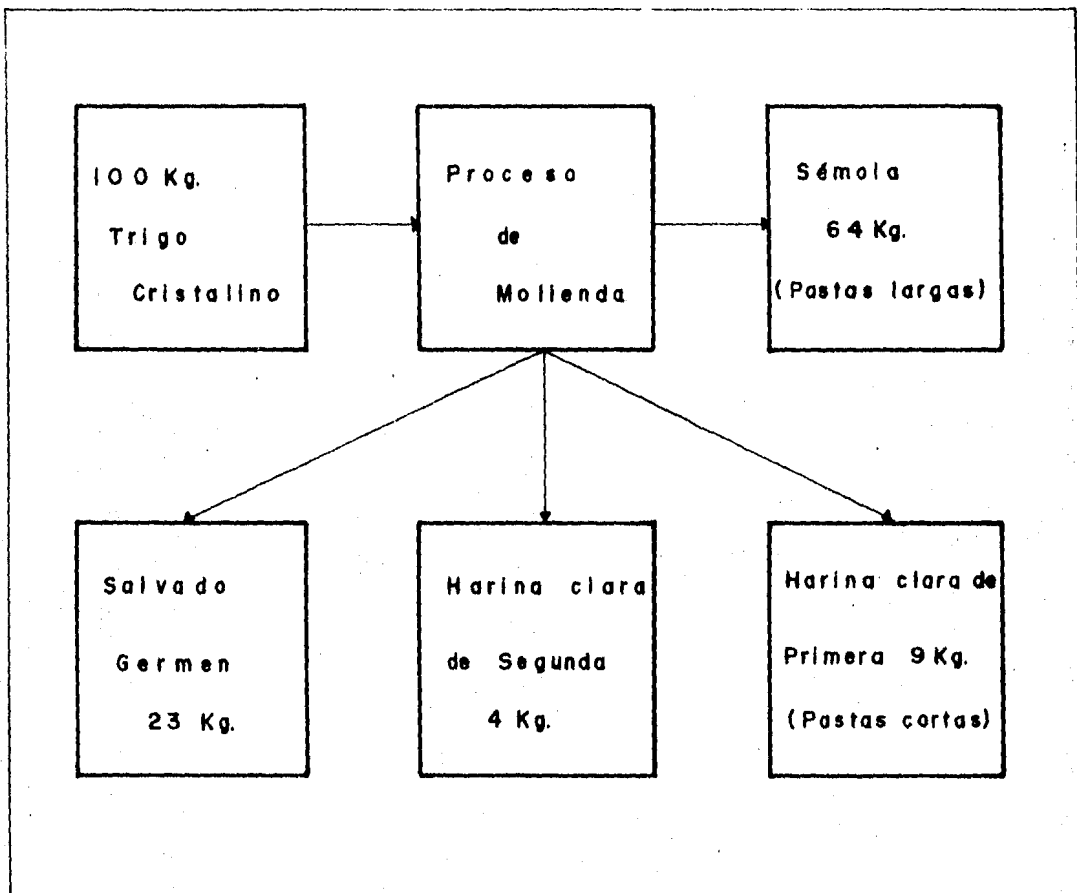 100 Kg.
Trigo
Cristalino
Proceso
de
Molienda
Sémola
64 Kg.
(Pastas largas)
Salvado
Germen
23 Kg.
Harina clara
de Segunda
4 Kg.
Harina clara de
Primera 9 Kg.
(Pastas cortas)